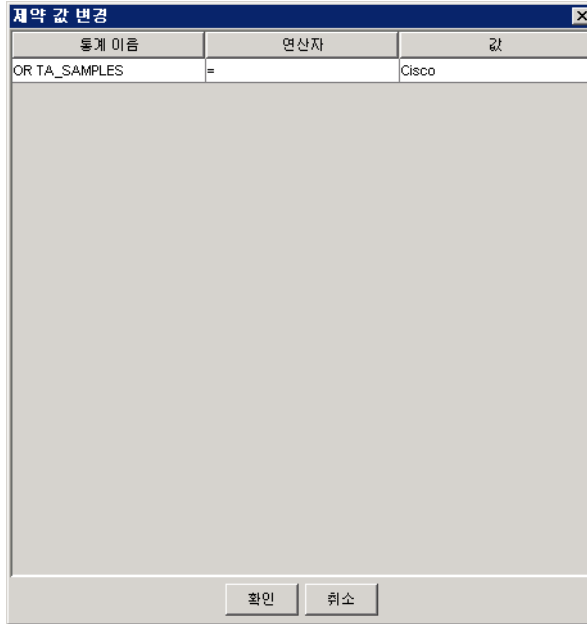 제약 값 변경
통계 이름 연산자 값
OR TA_SAMPLES = Cisco
확인 취소